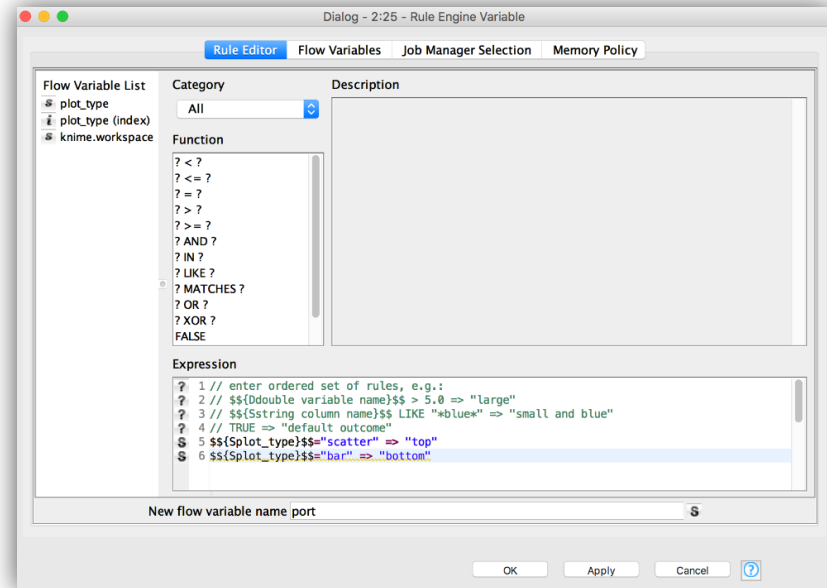 Dialog - 2:25 - Rule Engine Variable
Rule Editor Flow Variables Job Manager Selection Memory Policy
Flow Variable List
s plot_type
i plot_type (index)
s knime.workspace
Category
All
Function
? < ?
? <= ?
? = ?
? > ?
? >= ?
? AND ?
? IN ?
? LIKE ?
? MATCHES ?
? OR ?
? XOR ?
FALSE
Description
Expression
? 1 // enter ordered set of rules, e.g.:
? 2 // $${Ddouble variable name}$$ > 5.0 => "large"
? 3 // $${Sstring column name}$$ LIKE "*blue*" => "small and blue"
? 4 // TRUE => "default outcome"
S 5 $${Splot_type}$$="scatter" => "top"
S 6 $${Splot_type}$$="bar" => "bottom"
New flow variable name port S
OK Apply Cancel ?